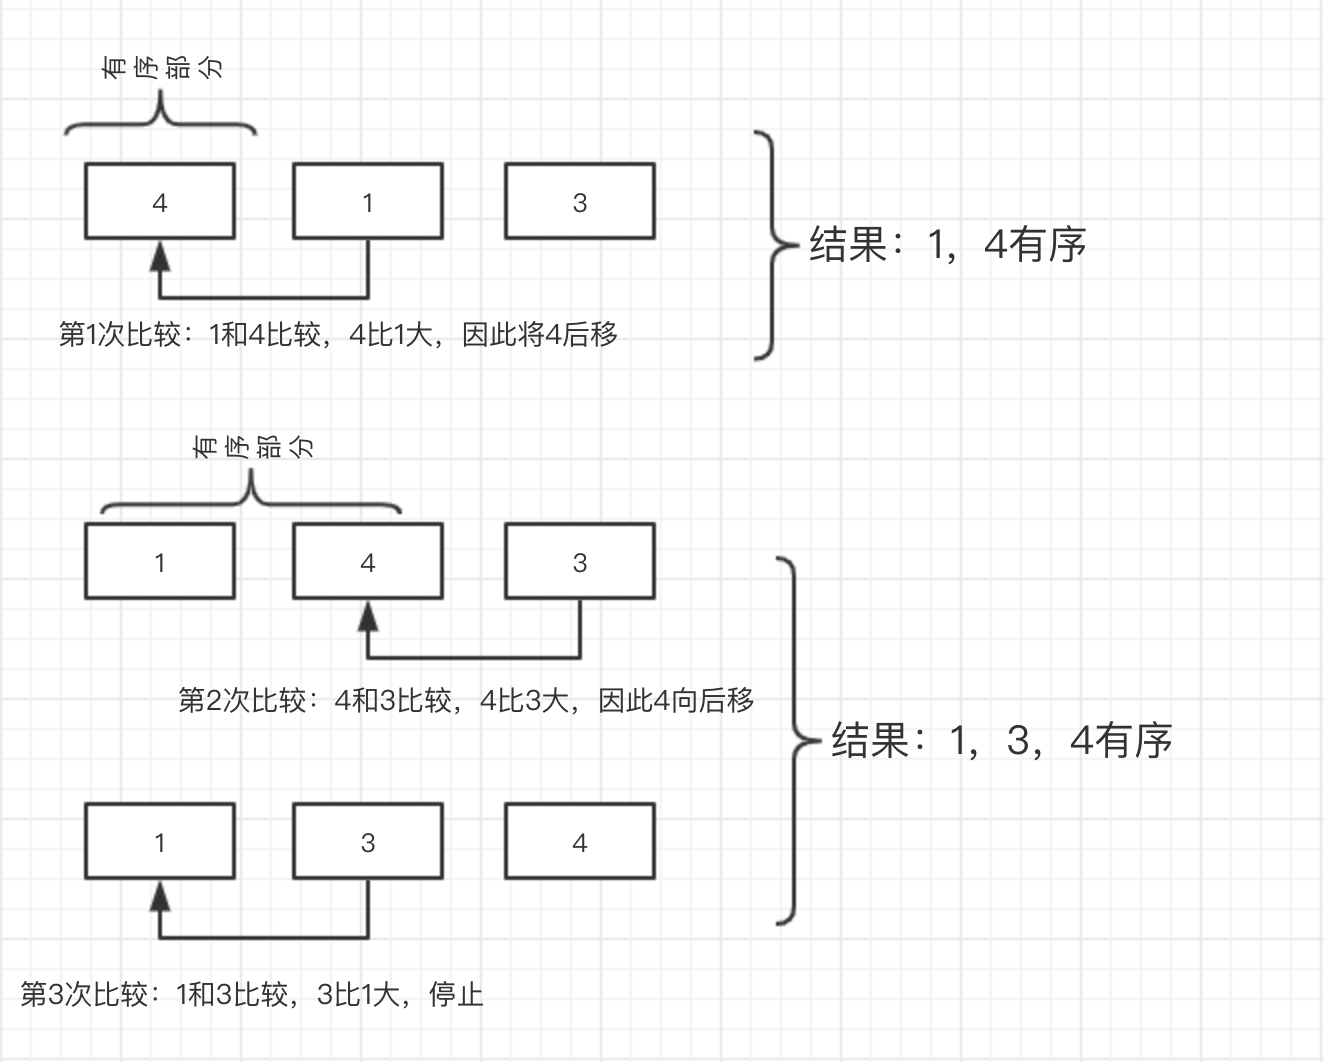 有序部分
4
1
3
结果：1，4有序
第1次比较：1和4比较，4比1大，因此将4后移
有序部分
1
4
3
第2次比较：4和3比较，4比3大，因此4向后移
结果：1，3，4有序
1
3
4
第3次比较：1和3比较，3比1大，停止